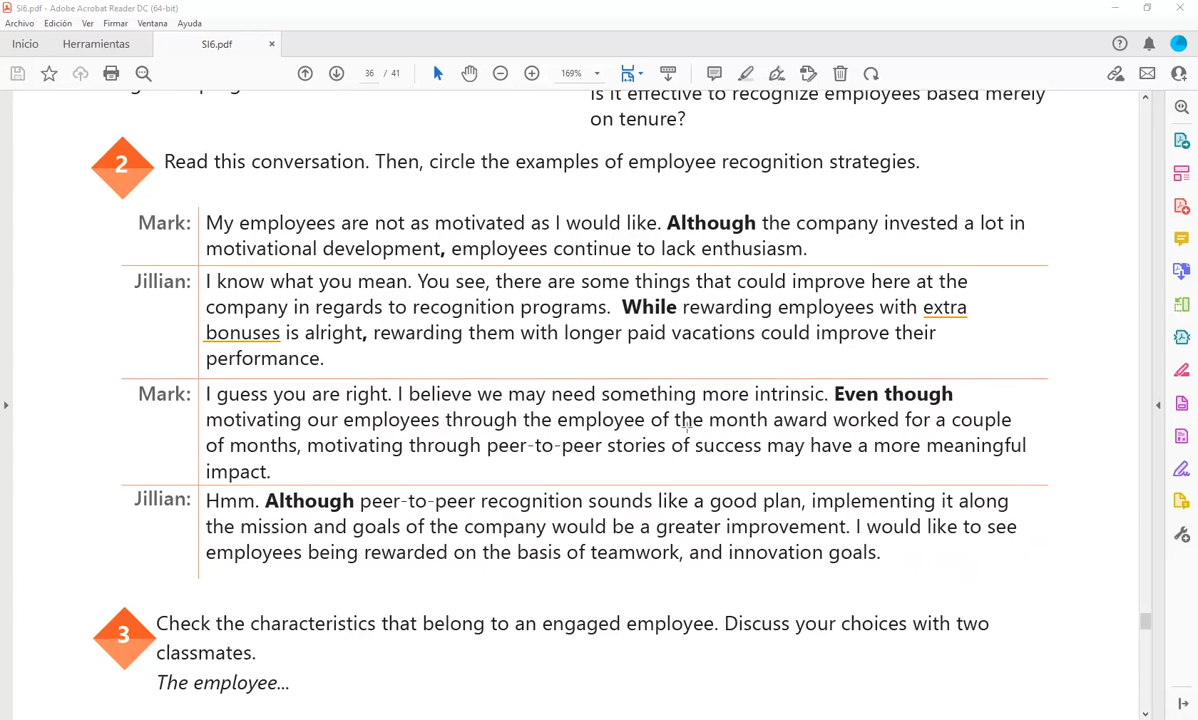 SI6.pdf - Adobe Acrobat Reader DC (64-bit)
Archivo Edición Ver Firmar Ventana Ayuda
Inicio Herramientas SI6.pdf ×
36 / 41 169%
Is it effective to recognize employees based merely
on tenure?
2 Read this conversation. Then, circle the examples of employee recognition strategies.
Mark: My employees are not as motivated as I would like. Although the company invested a lot in
motivational development, employees continue to lack enthusiasm.
Jillian: I know what you mean. You see, there are some things that could improve here at the
company in regards to recognition programs. While rewarding employees with extra
bonuses is alright, rewarding them with longer paid vacations could improve their
performance.
Mark: I guess you are right. I believe we may need something more intrinsic. Even though
motivating our employees through the employee of the month award worked for a couple
of months, motivating through peer-to-peer stories of success may have a more meaningful
impact.
Jillian: Hmm. Although peer-to-peer recognition sounds like a good plan, implementing it along
the mission and goals of the company would be a greater improvement. I would like to see
employees being rewarded on the basis of teamwork, and innovation goals.
3 Check the characteristics that belong to an engaged employee. Discuss your choices with two
classmates.
The employee...